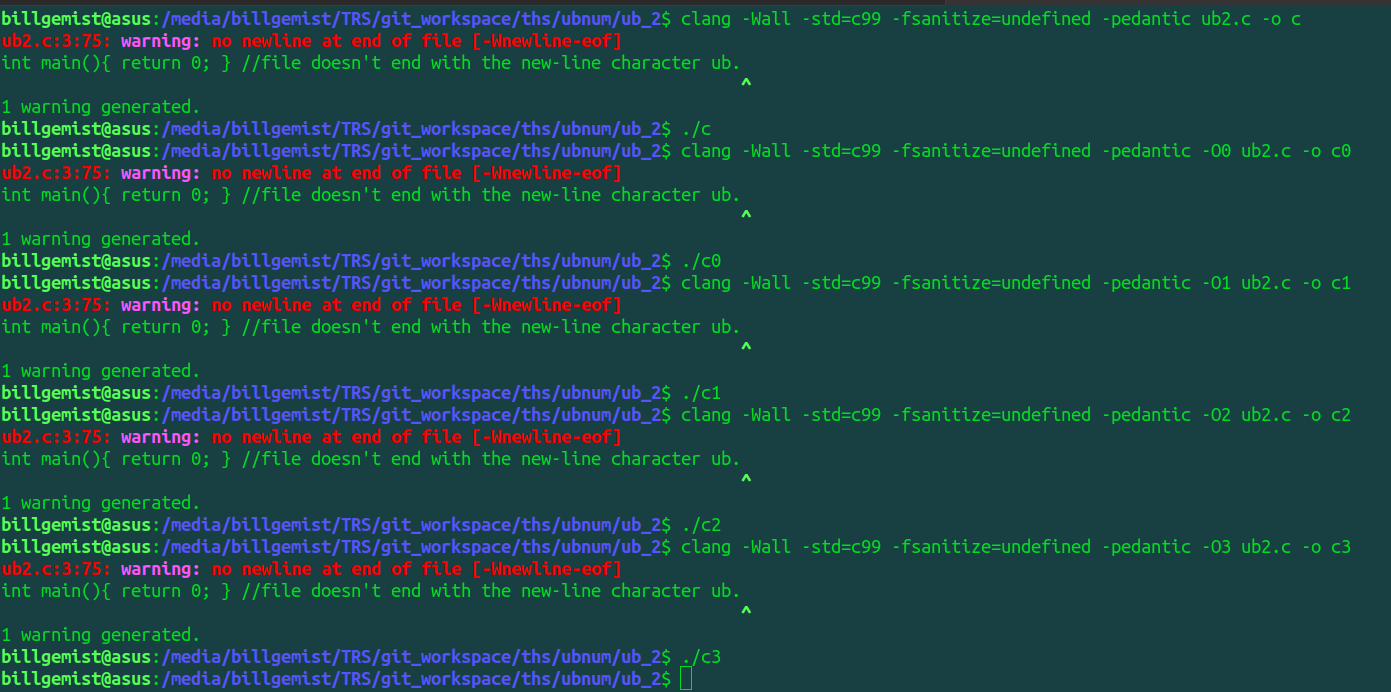 billgemist@asus:/media/billgemist/TRS/git_workspace/ths/ubnum/ub_2$ clang -Wall -std=c99 -fsanitize=undefined -pedantic ub2.c -o c
ub2.c:3:75: warning: no newline at end of file [-Wnewline-eof]
int main(){ return 0; } //file doesn't end with the new-line character ub.
^
1 warning generated.
billgemist@asus:/media/billgemist/TRS/git_workspace/ths/ubnum/ub_2$ ./c
billgemist@asus:/media/billgemist/TRS/git_workspace/ths/ubnum/ub_2$ clang -Wall -std=c99 -fsanitize=undefined -pedantic -O0 ub2.c -o c0
ub2.c:3:75: warning: no newline at end of file [-Wnewline-eof]
int main(){ return 0; } //file doesn't end with the new-line character ub.
^
1 warning generated.
billgemist@asus:/media/billgemist/TRS/git_workspace/ths/ubnum/ub_2$ ./c0
billgemist@asus:/media/billgemist/TRS/git_workspace/ths/ubnum/ub_2$ clang -Wall -std=c99 -fsanitize=undefined -pedantic -O1 ub2.c -o c1
ub2.c:3:75: warning: no newline at end of file [-Wnewline-eof]
int main(){ return 0; } //file doesn't end with the new-line character ub.
^
1 warning generated.
billgemist@asus:/media/billgemist/TRS/git_workspace/ths/ubnum/ub_2$ ./c1
billgemist@asus:/media/billgemist/TRS/git_workspace/ths/ubnum/ub_2$ clang -Wall -std=c99 -fsanitize=undefined -pedantic -O2 ub2.c -o c2
ub2.c:3:75: warning: no newline at end of file [-Wnewline-eof]
int main(){ return 0; } //file doesn't end with the new-line character ub.
^
1 warning generated.
billgemist@asus:/media/billgemist/TRS/git_workspace/ths/ubnum/ub_2$ ./c2
billgemist@asus:/media/billgemist/TRS/git_workspace/ths/ubnum/ub_2$ clang -Wall -std=c99 -fsanitize=undefined -pedantic -O3 ub2.c -o c3
ub2.c:3:75: warning: no newline at end of file [-Wnewline-eof]
int main(){ return 0; } //file doesn't end with the new-line character ub.
^
1 warning generated.
billgemist@asus:/media/billgemist/TRS/git_workspace/ths/ubnum/ub_2$ ./c3
billgemist@asus:/media/billgemist/TRS/git_workspace/ths/ubnum/ub_2$